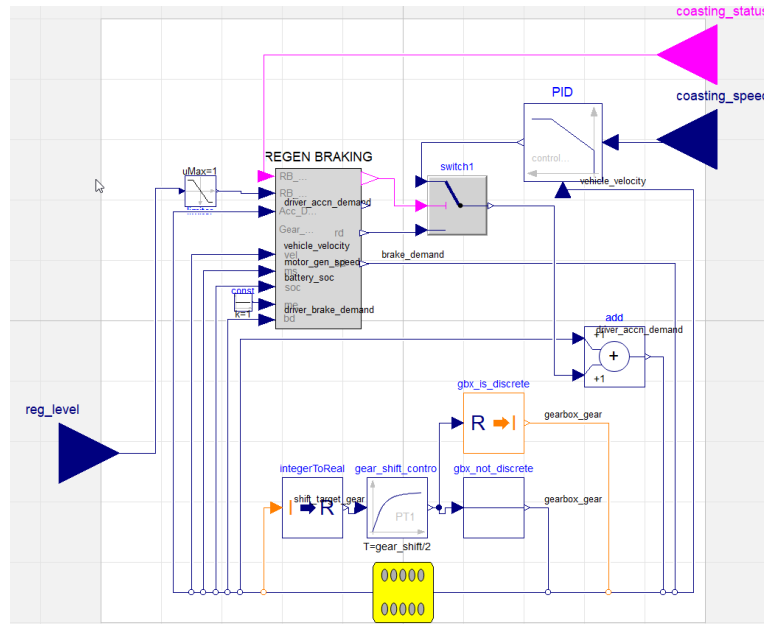 coasting_status
PID
coasting_speed
REGEN BRAKING
switch1
uMax=1
control...
RB_...
vehicle_velocity
RB_
driver_accn_demand
Acc_D...
Gear_...
rd
vehicle_velocity
brake_demand
vel
motor_gen_speed
ms
battery_soc
soc
const
k=1
me
driver_brake_demand
bd
add
driver_accn_demand
+1
+
+1
gbx_is_discrete
reg_level
gearbox_gear
R
I
integerToReal
gear_shift_contro
gbx_not_discrete
shift_target_gear
gearbox_gear
I
R
PT1
T=gear_shift/2